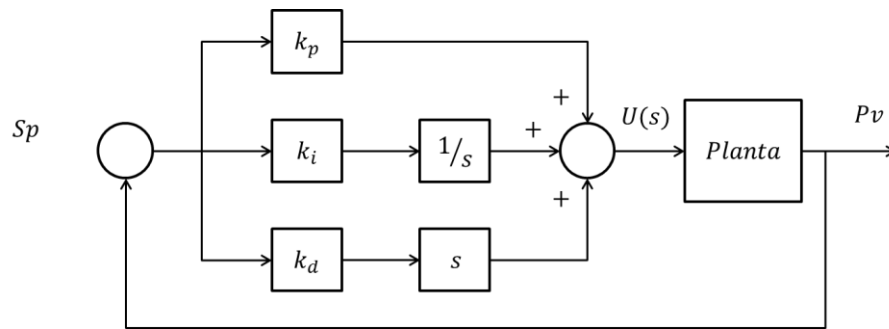 k_p
+
Sp
k_i
1/s
+
U(s)
Planta
Pv
+
k_d
s